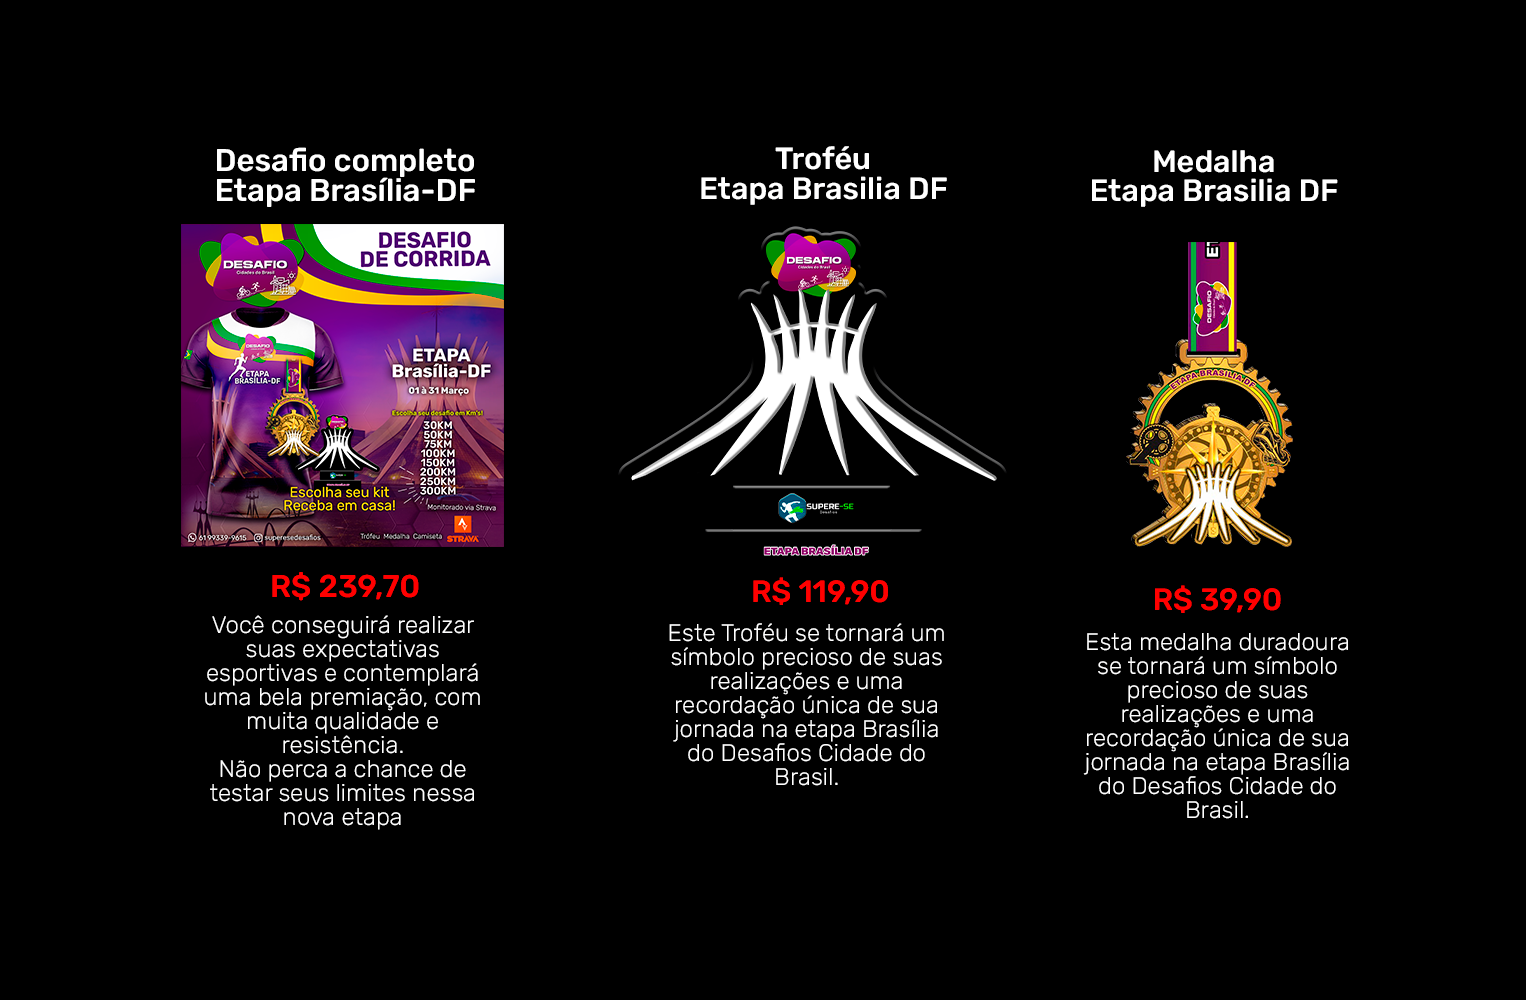 Desafio completo
Etapa Brasília-DF
DESAFIO
DE CORRIDA
DESAFIO
Cidades do Brasil
DESAFIO
ETAPA
BRASÍLIA-DF
ETAPA
Brasília-DF
01 à 31 Março
Escolha seu desafio em Km's!
30KM
50KM
75KM
100KM
150KM
200KM
250KM
300KM
Escolha seu kit
Receba em casa!
Monitorado via Strava
61 99339-9615
superesedesafios
Trófeu Medalha Camiseta
STRAVA
R$ 239,70
Você conseguirá realizar
suas expectativas
esportivas e contemplará
uma bela premiação, com
muita qualidade e
resistência.
Não perca a chance de
testar seus limites nessa
nova etapa
Troféu
Etapa Brasilia DF
DESAFIO
Cidades do Brasil
SUPERE-SE
Desafios
ETAPA BRASÍLIA DF
R$ 119,90
Este Troféu se tornará um
símbolo precioso de suas
realizações e uma
recordação única de sua
jornada na etapa Brasília
do Desafios Cidade do
Brasil.
Medalha
Etapa Brasilia DF
DESAFIO
ETAPA BRASÍLIA DF
R$ 39,90
Esta medalha duradoura
se tornará um símbolo
precioso de suas
realizações e uma
recordação única de sua
jornada na etapa Brasília
do Desafios Cidade do
Brasil.